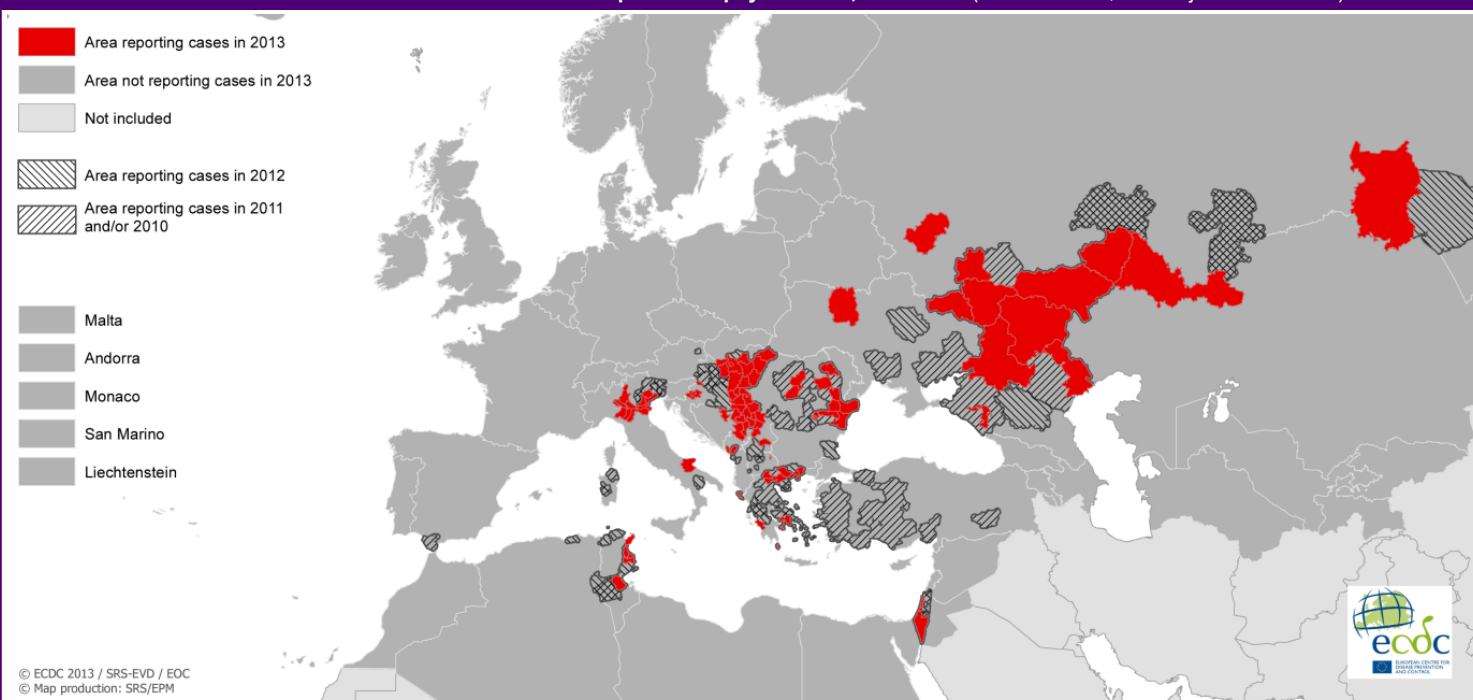 Area reporting cases in 2013
Area not reporting cases in 2013
Not included
Area reporting cases in 2012
Area reporting cases in 2011
and/or 2010
Malta
Andorra
Monaco
San Marino
Liechtenstein
© ECDC 2013 / SRS-EVD / EOC
© Map production: SRS/EPM
ecdc
EUROPEAN CENTRE FOR
DISEASE PREVENTION
AND CONTROL